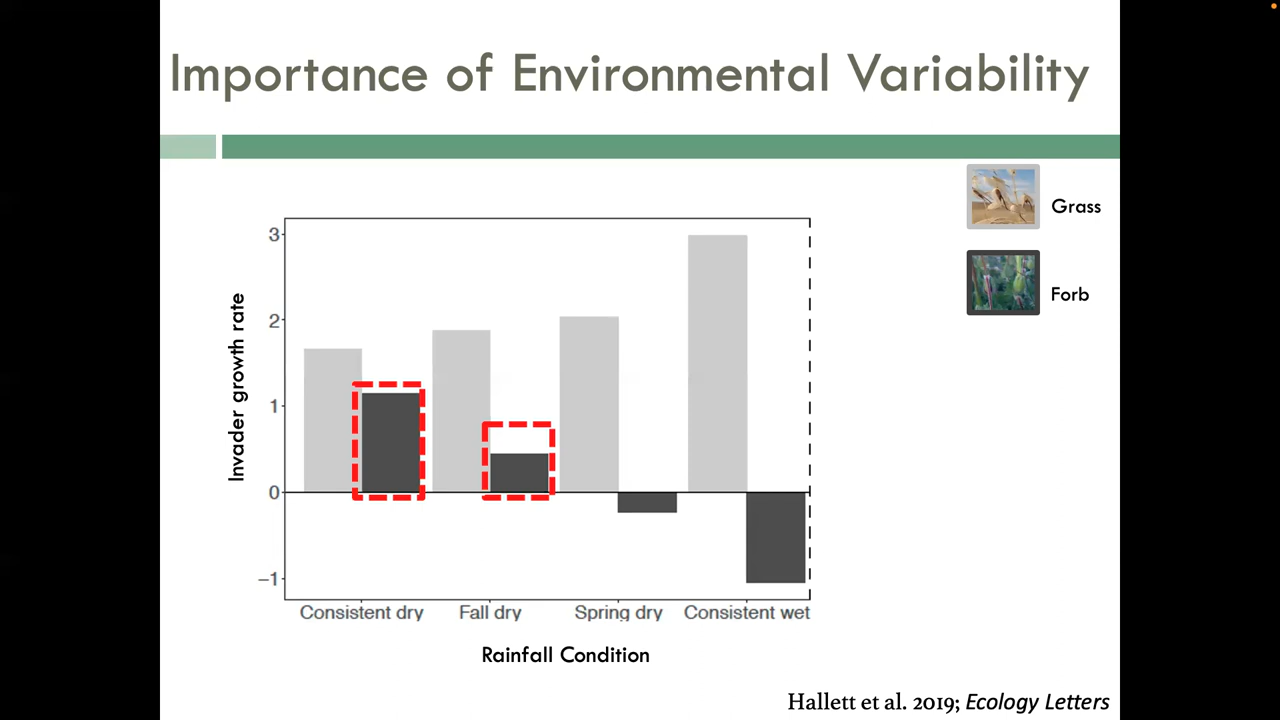 Importance of Environmental Variability
Grass
Forb
3
2
1
0
−1
Invader growth rate
Consistent dry
Fall dry
Spring dry
Consistent wet
Rainfall Condition
Hallett et al. 2019; Ecology Letters